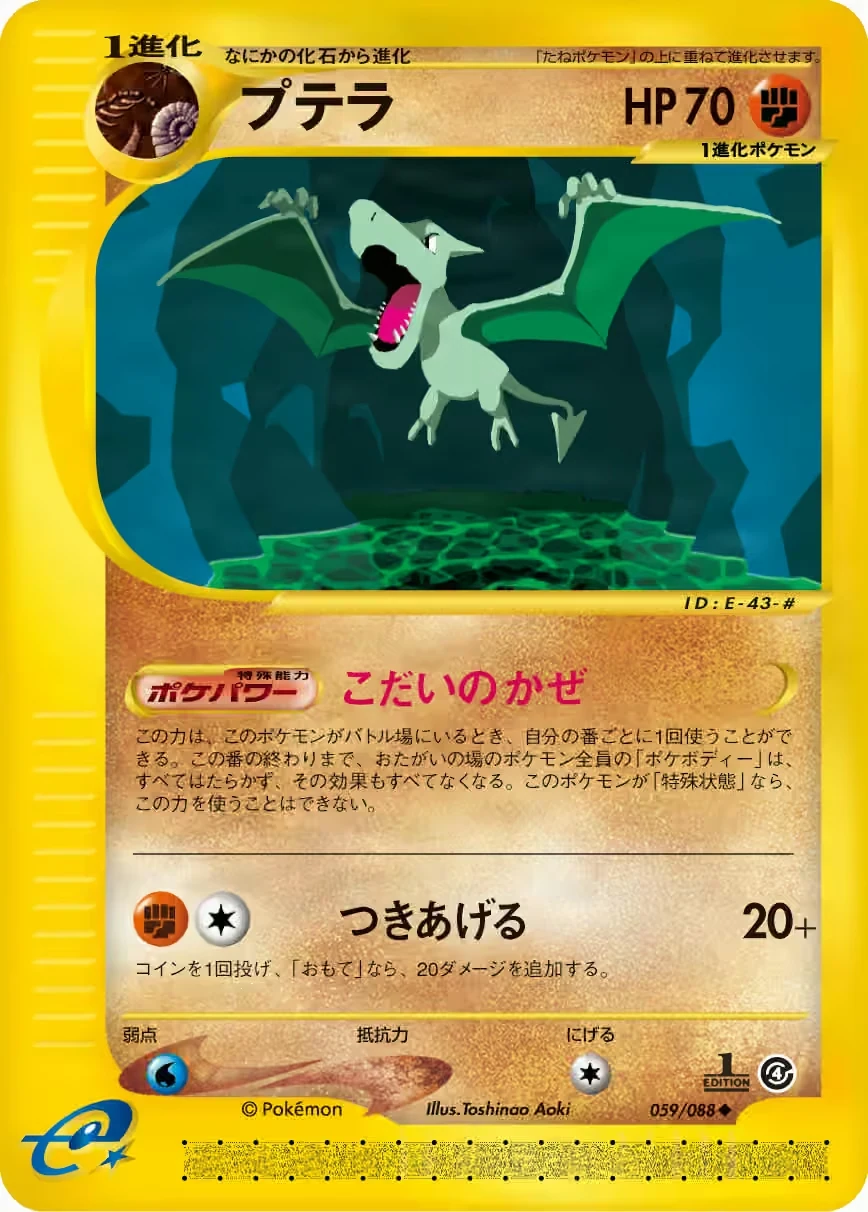 1進化
なにかの化石から進化
「たねポケモン」の上に重ねて進化させます。
プテラ
HP 70
1進化ポケモン
ID : E-43-#
ポケパワー 特殊能力
こだいのかぜ
この力は、このポケモンがバトル場にいるとき、自分の番ごとに1回使うことがで
きる。この番の終わりまで、おたがいの場のポケモン全員の「ポケボディー」は、
すべてはたらかず、その効果もすべてなくなる。このポケモンが「特殊状態」なら、
この力を使うことはできない。
つきあげる 20+
コインを1回投げ、「おもて」なら、20ダメージを追加する。
弱点 抵抗力 にげる
1 EDITION
4
© Pokémon Illus.Toshinao Aoki 059/088◆
e